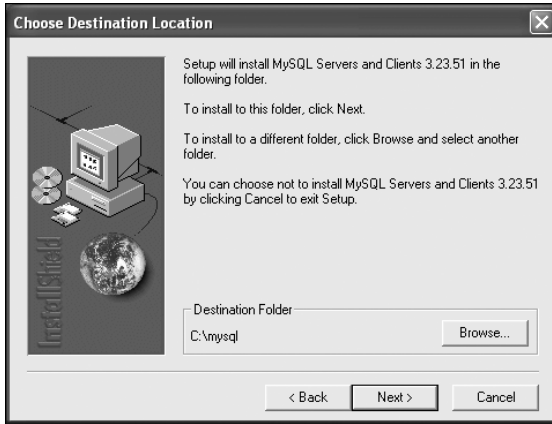 Choose Destination Location
Setup will install MySQL Servers and Clients 3.23.51 in the
following folder.
To install to this folder, click Next.
To install to a different folder, click Browse and select another
folder.
You can choose not to install MySQL Servers and Clients 3.23.51
by clicking Cancel to exit Setup.
InstallShield
Destination Folder
C:\mysql
Browse...
< Back
Next >
Cancel